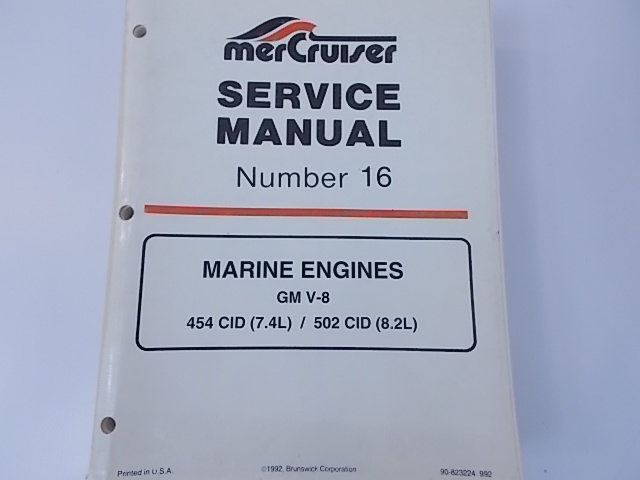 merCruiser
SERVICE
MANUAL
Number 16
MARINE ENGINES
GM V-8
454 CID (7.4L) / 502 CID (8.2L)
Printed in U.S.A. ©1992, Brunswick Corporation 90-823224 992